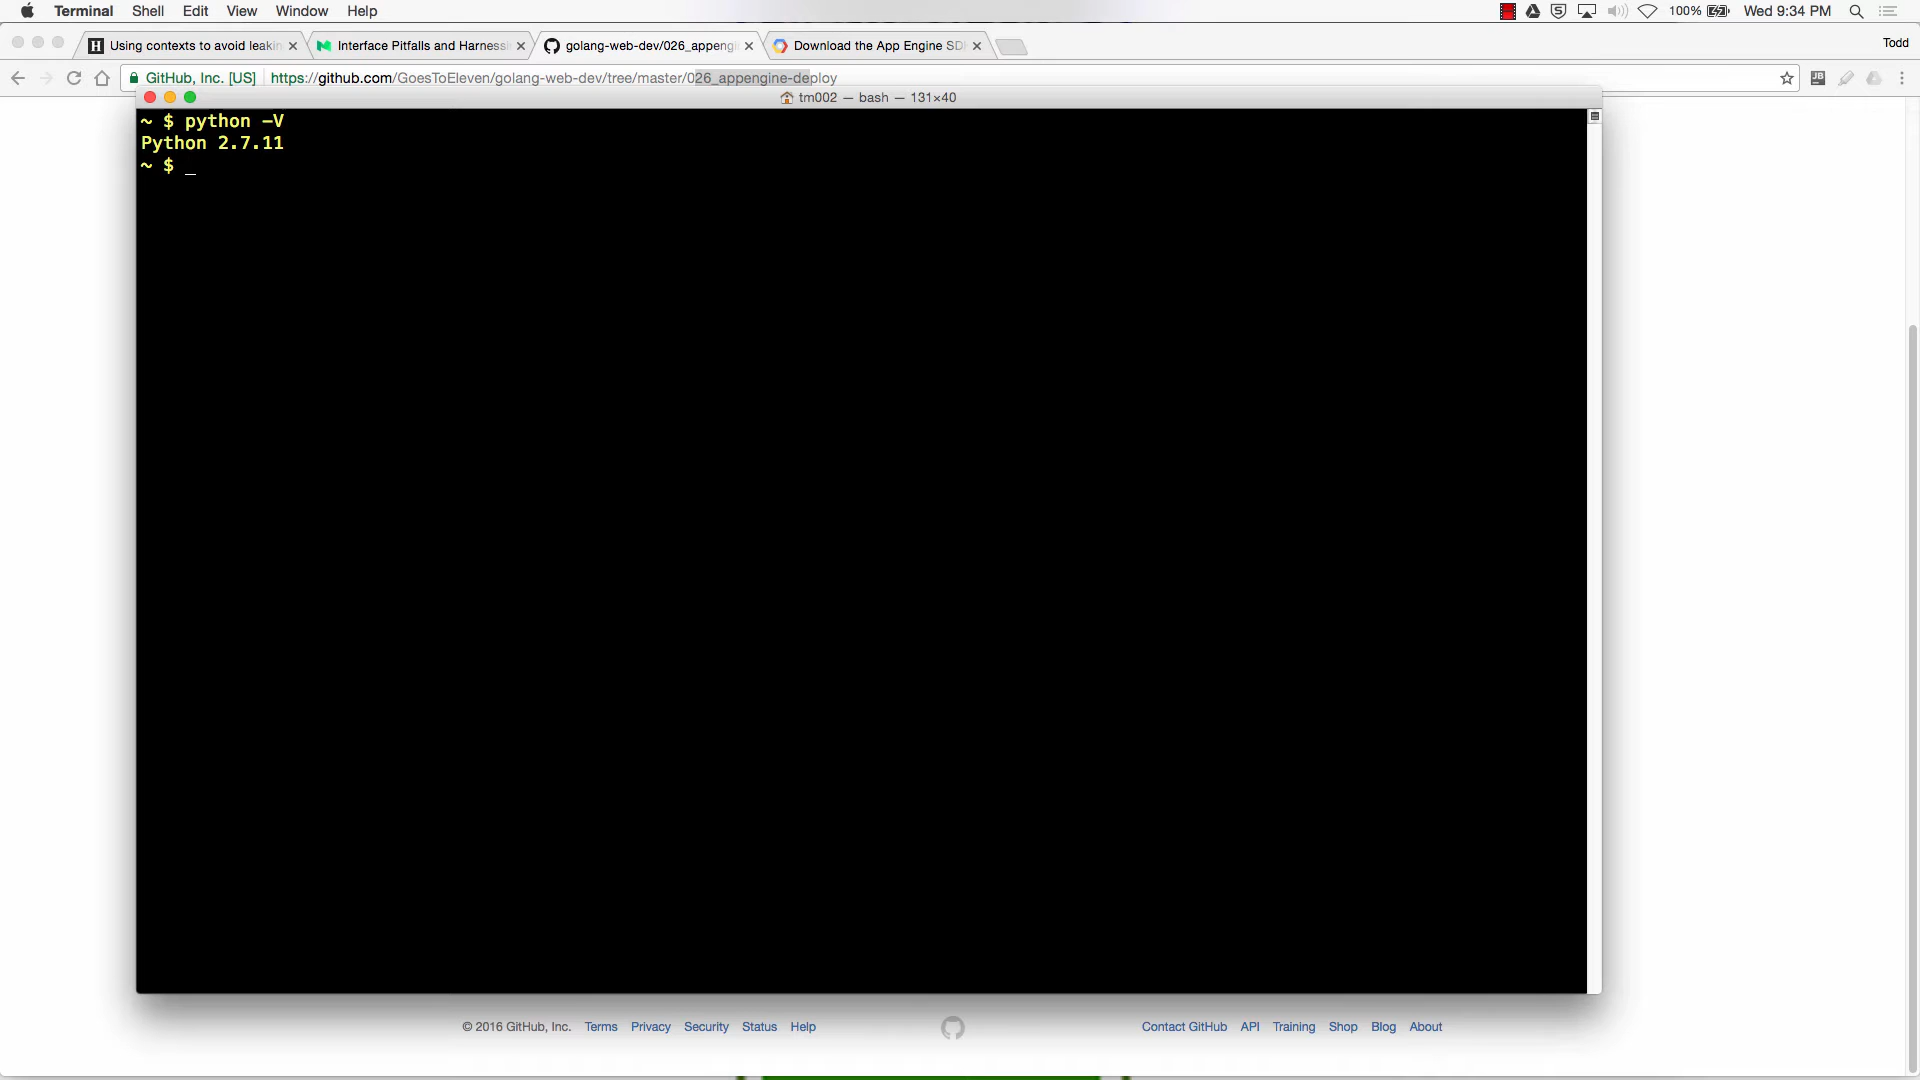 Terminal Shell Edit View Window Help 100% Wed 9:34 PM
Using contexts to avoid leakin Interface Pitfalls and Harnessi golang-web-dev/026_appengi Download the App Engine SD Todd
GitHub, Inc. [US] https://github.com/GoesToEleven/golang-web-dev/tree/master/026_appengine-deploy
tm002 — bash — 131×40
~ $ python -V
Python 2.7.11
~ $ _
© 2016 GitHub, Inc. Terms Privacy Security Status Help Contact GitHub API Training Shop Blog About